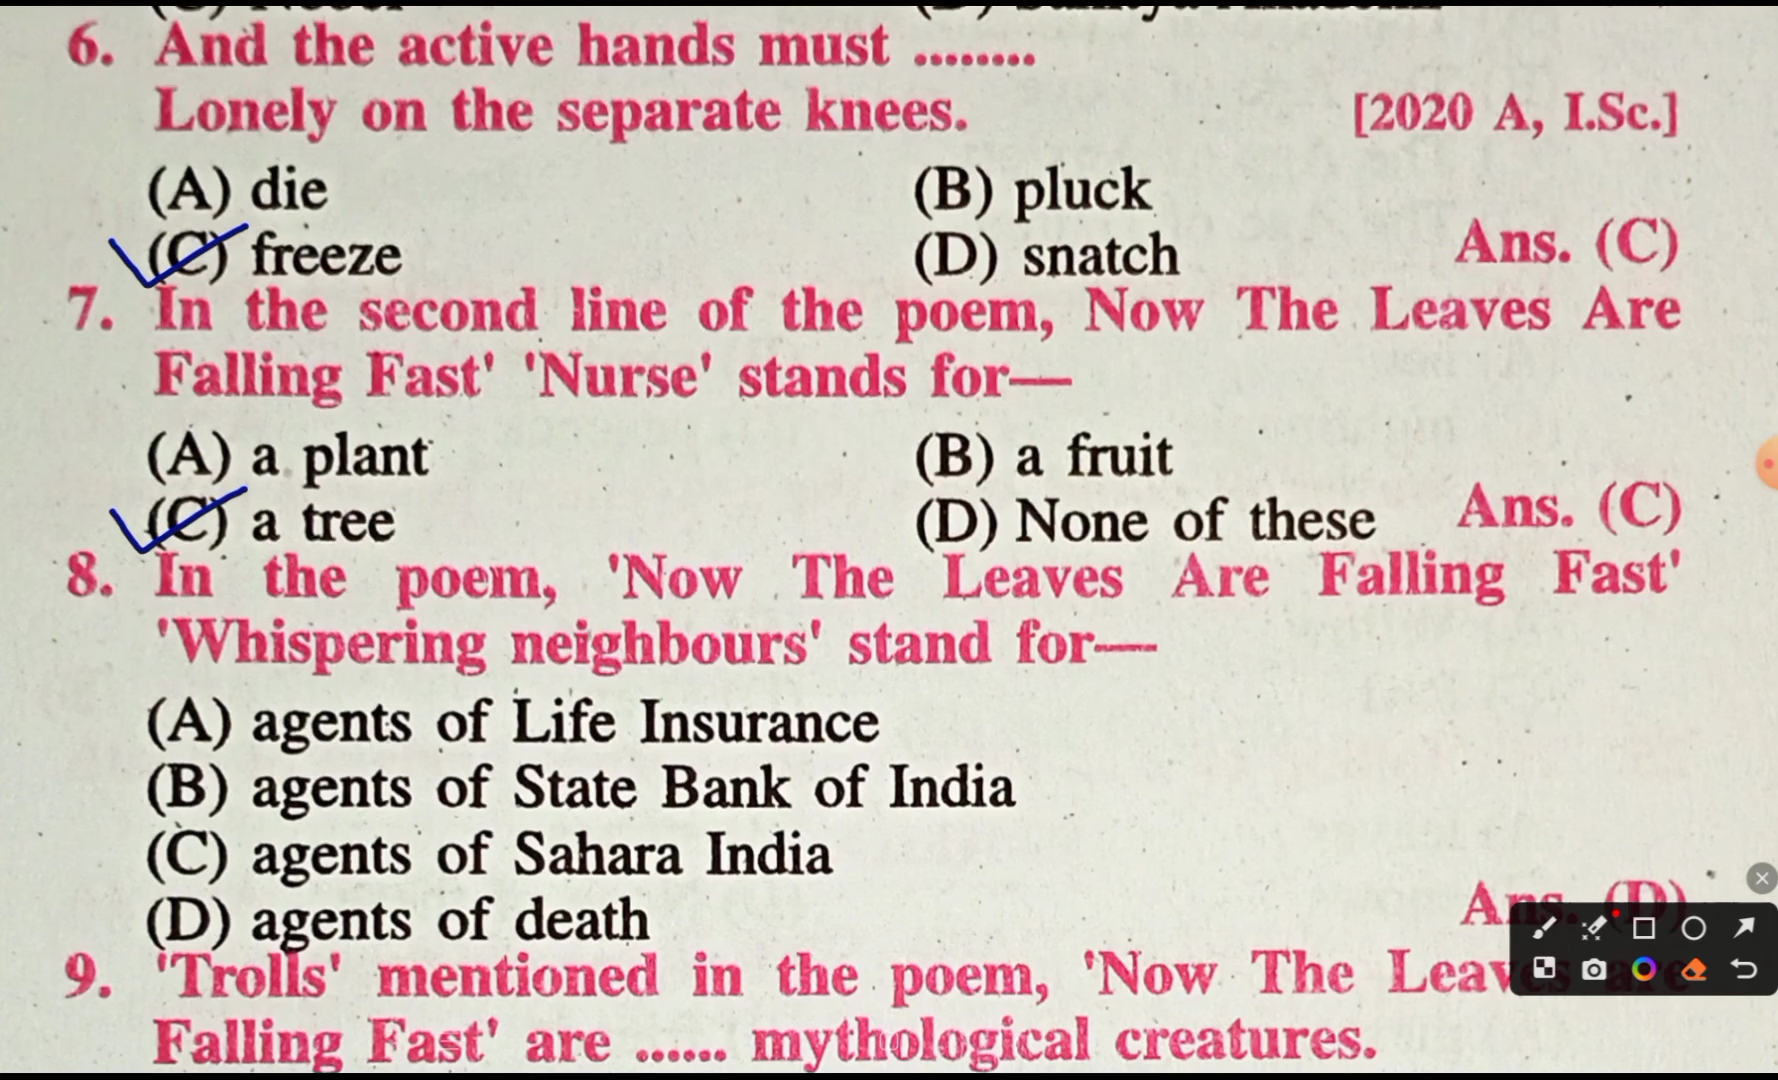 6. And the active hands must ........
Lonely on the separate knees. [2020 A, I.Sc.]
(A) die (B) pluck
(C) freeze (D) snatch Ans. (C)
7. In the second line of the poem, Now The Leaves Are
Falling Fast' 'Nurse' stands for—
(A) a plant (B) a fruit
(C) a tree (D) None of these Ans. (C)
8. In the poem, 'Now The Leaves Are Falling Fast'
'Whispering neighbours' stand for—
(A) agents of Life Insurance
(B) agents of State Bank of India
(C) agents of Sahara India
(D) agents of death Ans. (D)
9. 'Trolls' mentioned in the poem, 'Now The Leaves are
Falling Fast' are ...... mythological creatures.